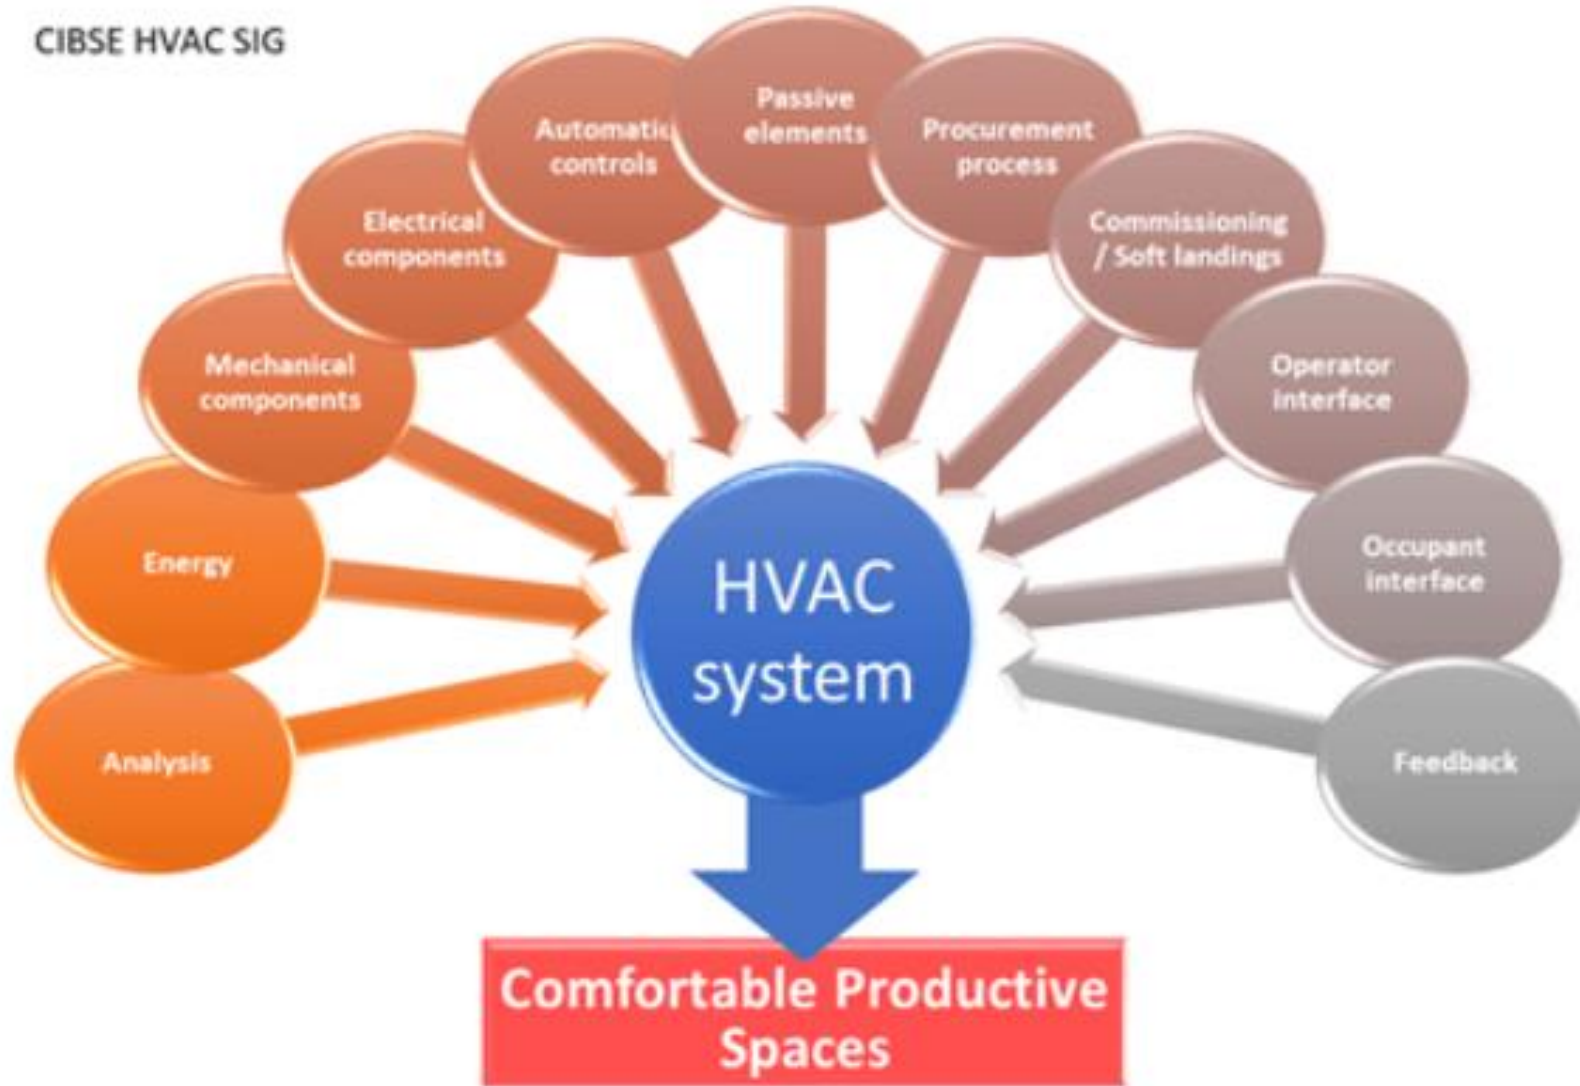 CIBSE HVAC SIG
Passive
elements
Automatic
controls
Procurement
process
Electrical
components
Commissioning
/ Soft landings
Mechanical
components
Operator
interface
Energy
Occupant
interface
HVAC
system
Analysis
Feedback
Comfortable Productive
Spaces